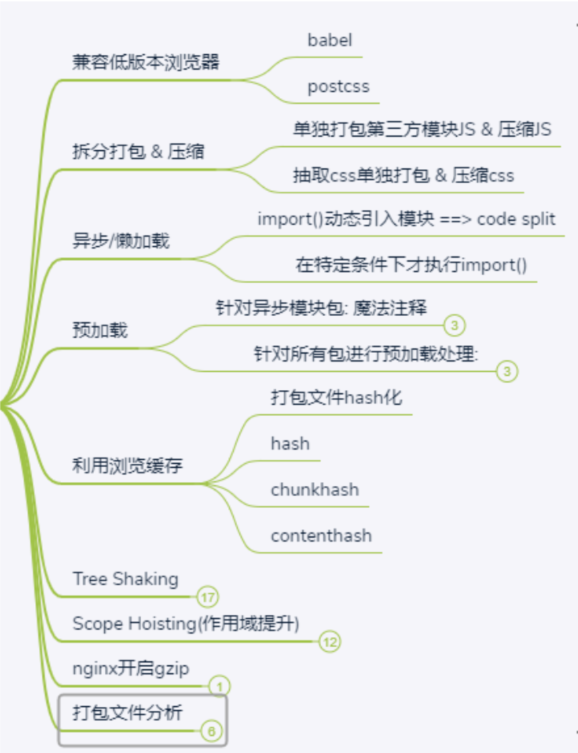 兼容低版本浏览器
babel
postcss
拆分打包 & 压缩
单独打包第三方模块JS & 压缩JS
抽取css单独打包 & 压缩css
异步/懒加载
import()动态引入模块 ==> code split
在特定条件下才执行import()
预加载
针对异步模块包: 魔法注释
3
针对所有包进行预加载处理:
3
利用浏览缓存
打包文件hash化
hash
chunkhash
contenthash
Tree Shaking
17
Scope Hoisting(作用域提升)
12
nginx开启gzip
1
打包文件分析
6